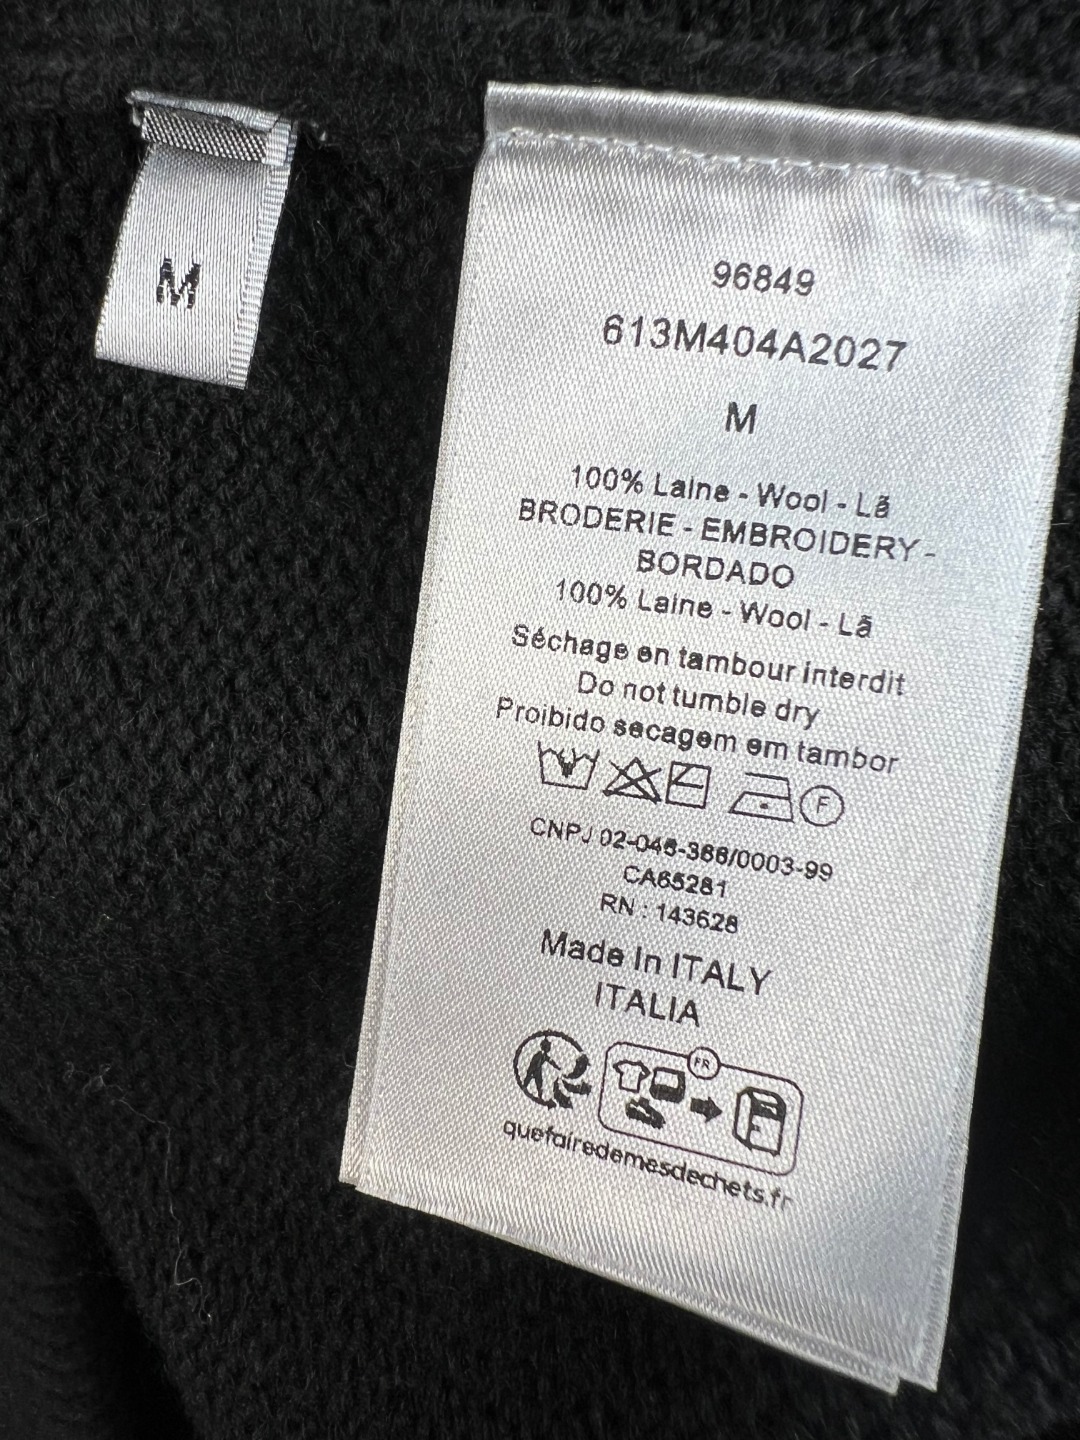 M
96849
613M404A2027
M
100% Laine - Wool - Lã
BRODERIE - EMBROIDERY -
BORDADO
100% Laine - Wool - Lã
Séchage en tambour interdit
Do not tumble dry
Proibido secagem em tambor
F
CNPJ 02-046-366/0003-99
CA65281
RN : 143628
Made In ITALY
ITALIA
FR
quefairedemesdechets.fr